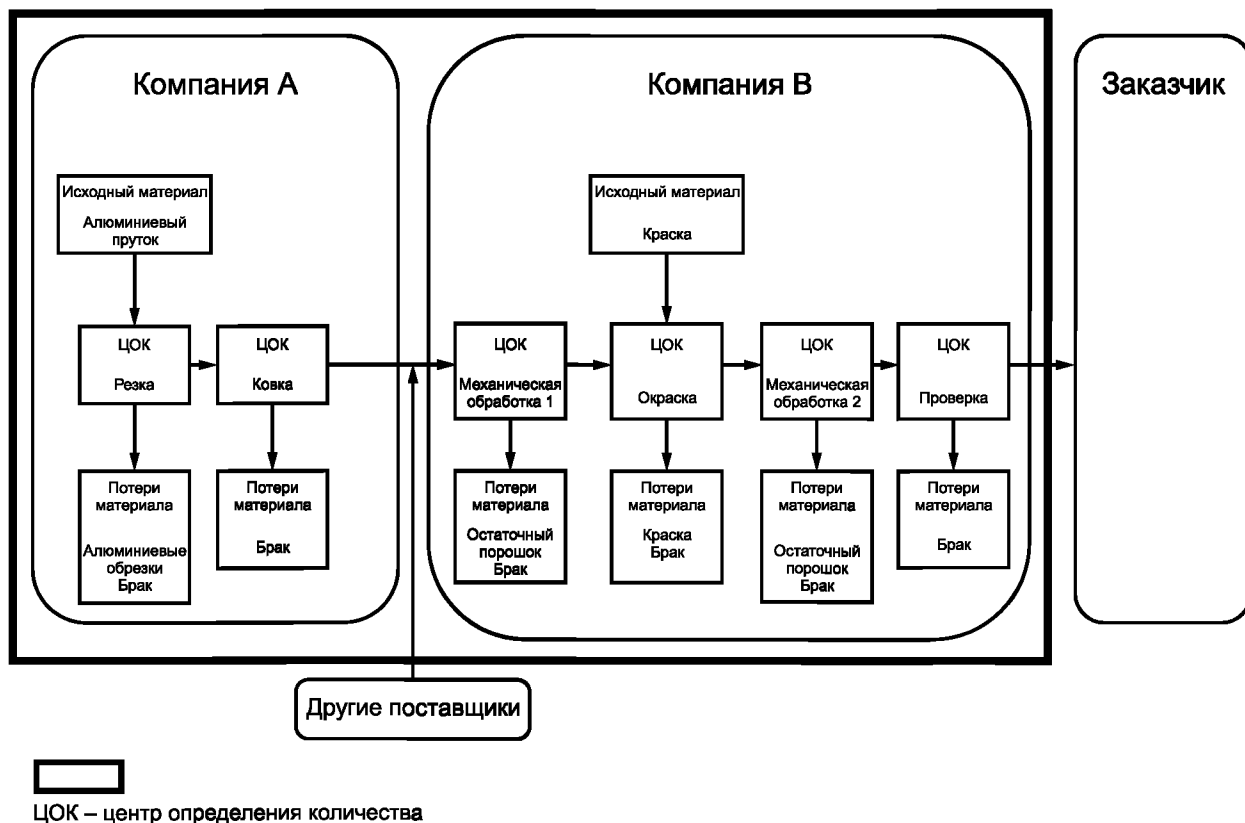 Компания А
Компания В
Заказчик
Исходный материал
Алюминиевый
пруток
Исходный материал
Краска
ЦОК
Резка
ЦОК
Ковка
ЦОК
Механическая
обработка 1
ЦОК
Окраска
ЦОК
Механическая
обработка 2
ЦОК
Проверка
Потери
материала
Алюминиевые
обрезки
Брак
Потери
материала
Брак
Потери
материала
Остаточный
порошок
Брак
Потери
материала
Краска
Брак
Потери
материала
Остаточный
порошок
Брак
Потери
материала
Брак
Другие поставщики
ЦОК – центр определения количества